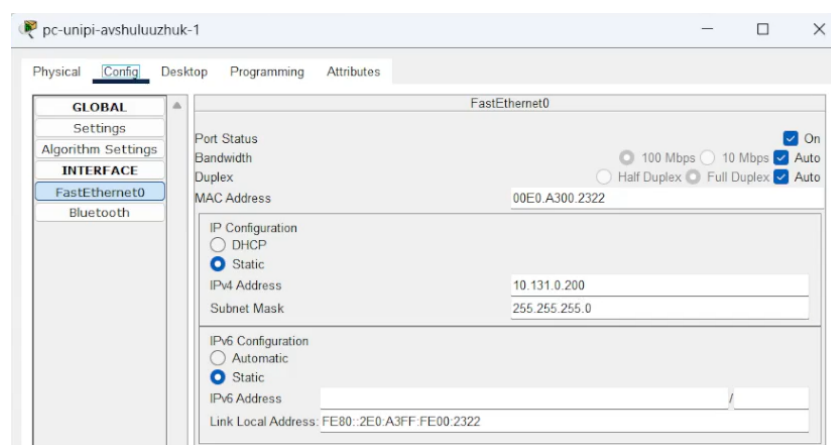 pc-unipi-avshuluuzhuk-1
Physical Config Desktop Programming Attributes
GLOBAL
Settings
Algorithm Settings
INTERFACE
FastEthernet0
Bluetooth
FastEthernet0
Port Status On
Bandwidth 100 Mbps 10 Mbps Auto
Duplex Half Duplex Full Duplex Auto
MAC Address 00E0.A300.2322
IP Configuration
DHCP
Static
IPv4 Address 10.131.0.200
Subnet Mask 255.255.255.0
IPv6 Configuration
Automatic
Static
IPv6 Address /
Link Local Address: FE80::2E0:A3FF:FE00:2322